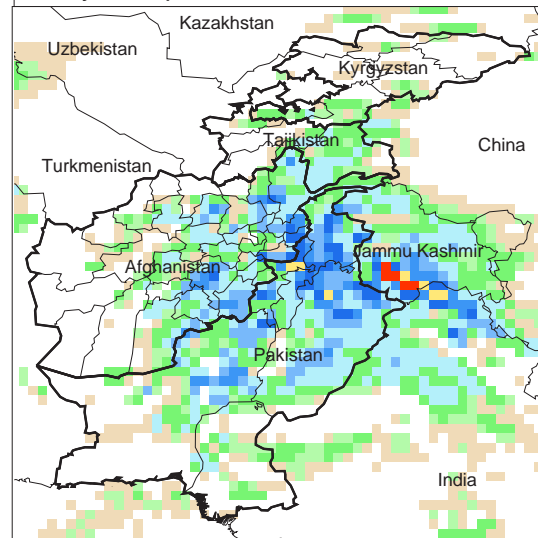 Kazakhstan
Uzbekistan
Kyrgyzstan
Tajikistan
China
Turkmenistan
Jammu Kashmir
Afghanistan
Pakistan
India